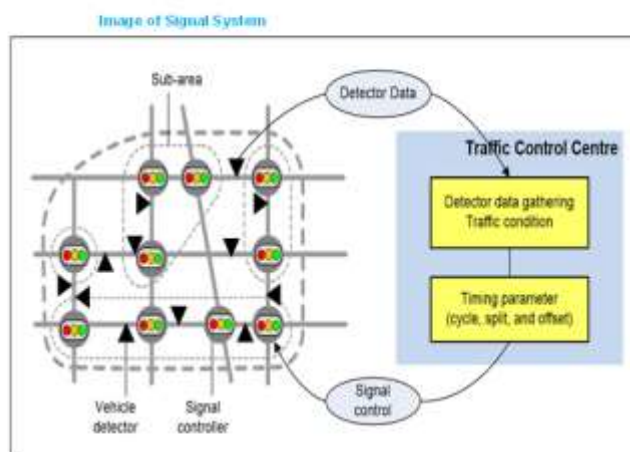 Image of Signal System
Sub-area
Detector Data
Traffic Control Centre
Detector data gathering
Traffic condition
Timing parameter
(cycle, split, and offset)
Signal
control
Vehicle
detector
Signal
controller